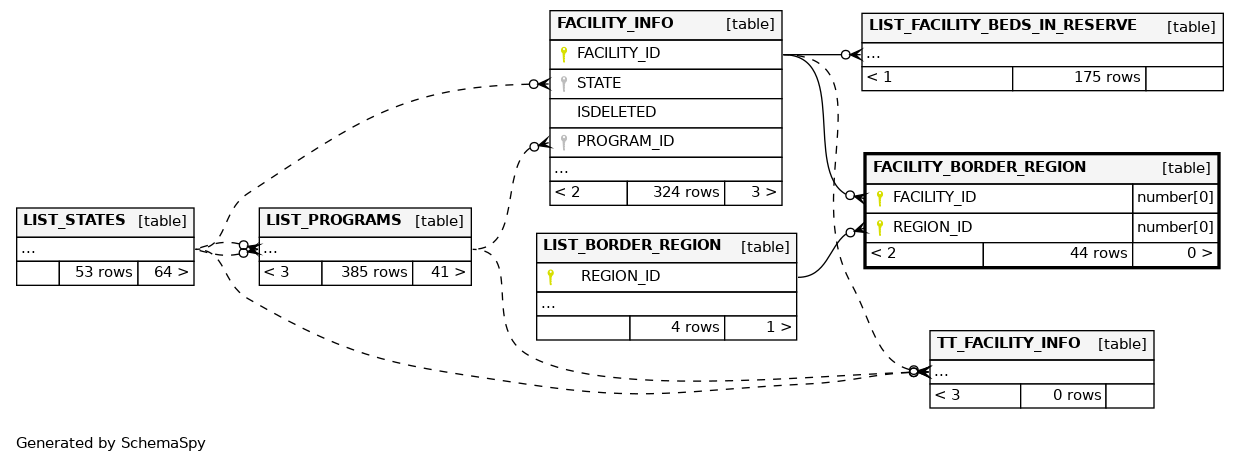 FACILITY_INFO [table]
FACILITY_ID
STATE
ISDELETED
PROGRAM_ID
...
< 2 324 rows 3 >
LIST_FACILITY_BEDS_IN_RESERVE [table]
...
< 1 175 rows
FACILITY_BORDER_REGION [table]
FACILITY_ID number[0]
REGION_ID number[0]
< 2 44 rows 0 >
LIST_STATES [table]
...
53 rows 64 >
LIST_PROGRAMS [table]
...
< 3 385 rows 41 >
LIST_BORDER_REGION [table]
REGION_ID
...
4 rows 1 >
TT_FACILITY_INFO [table]
...
< 3 0 rows
Generated by SchemaSpy